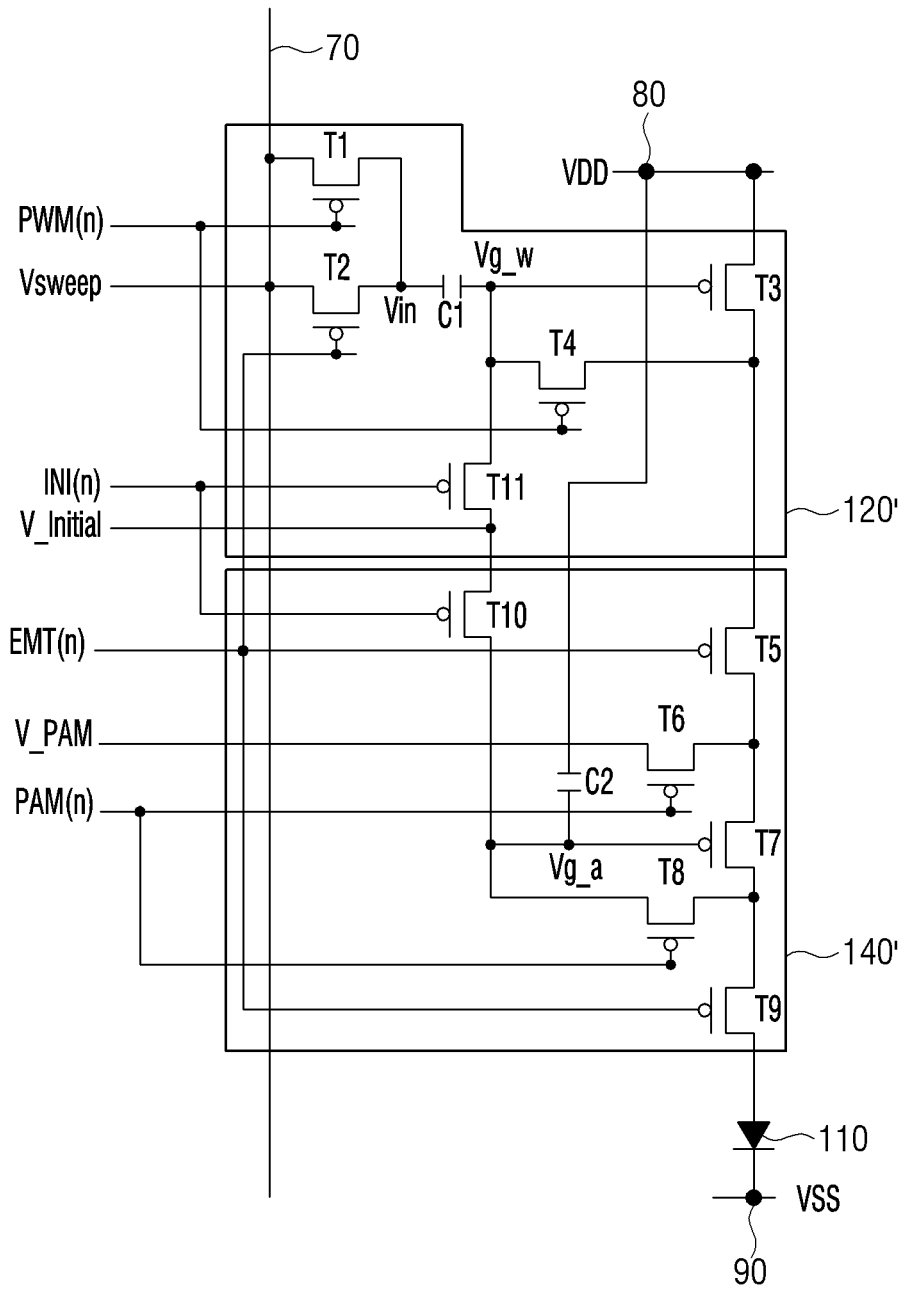 70
80
T1
VDD
PWM(n)
Vg_w
T2
Vsweep
Vin
C1
T3
T4
INI(n)
T11
120'
V_Initial
T10
EMT(n)
T5
T6
V_PAM
C2
PAM(n)
T7
Vg_a
T8
140'
T9
110
VSS
90